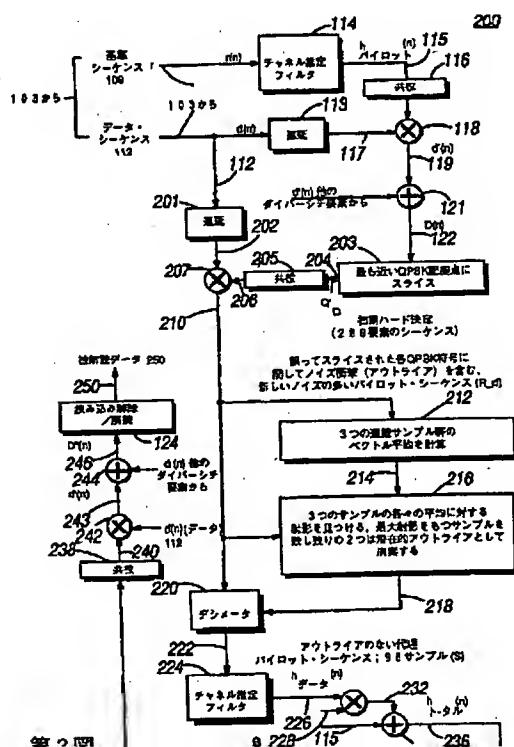 200
114
基準
シーケンス r
109
r(n)
チャネル推定
フィルタ
h (n)
パイロット
115
116
共役
103から
103から
データ・
シーケンス
112
d(n)
113
遅延
117
118
119
d'(n)
112
d'(n) 他の
ダイバーシチ要素から
121
D(n)
122
201
遅延
202
203
204
205
共役
最も近いQPSK配座点に
スライス
206
207
210
初期ハード決定
(288要素のシーケンス)
検断後データ 250
250
誤ってスライスされた各QPSK符号に
関してノイズ衝撃 (アウトライア) を含む、
新しいノイズの多いパイロット・シーケンス (R_d)
212
124
D"(n)
246
244
d(n) 他の
ダイバーシチ
要素から
243
242
d(n) (データ)
112
238
240
共役
3つの連続サンプル群の
ベクトル平均を計算
214
216
3つのサンプルの各々の平均に対する
射影を見つける。最大射影をもつサンプルを
残し残りの2つは潜在的アウトライアとして
消去する
218
220
デシメータ
222
アウトライアのない代理
パイロット・シーケンス; 96サンプル (S)
224
チャネル推定
フィルタ
h (n)
データ
226
228
232
115
h (n)
トータル
236
第2図